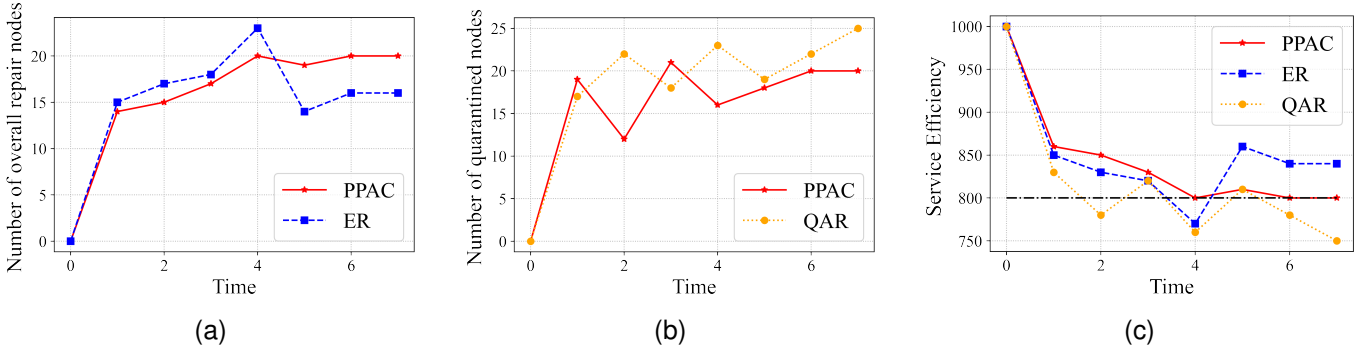 Number of overall repair nodes
20
15
10
5
0
PPAC
ER
0 2 4 6
Time
(a)
Number of quarantined nodes
25
20
15
10
5
0
PPAC
QAR
0 2 4 6
Time
(b)
Service Efficiency
1000
950
900
850
800
750
PPAC
ER
QAR
0 2 4 6
Time
(c)